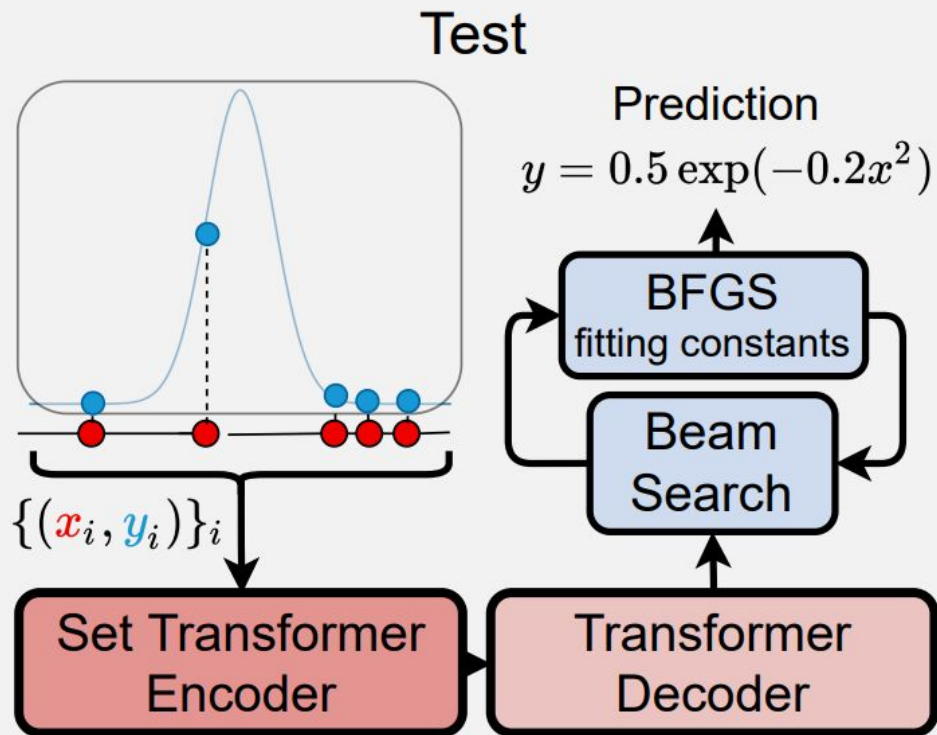 Test
Prediction
y = 0.5 exp(−0.2x²)
BFGS
fitting constants
Beam
Search
{(xᵢ, yᵢ)}ᵢ
Set Transformer
Encoder
Transformer
Decoder